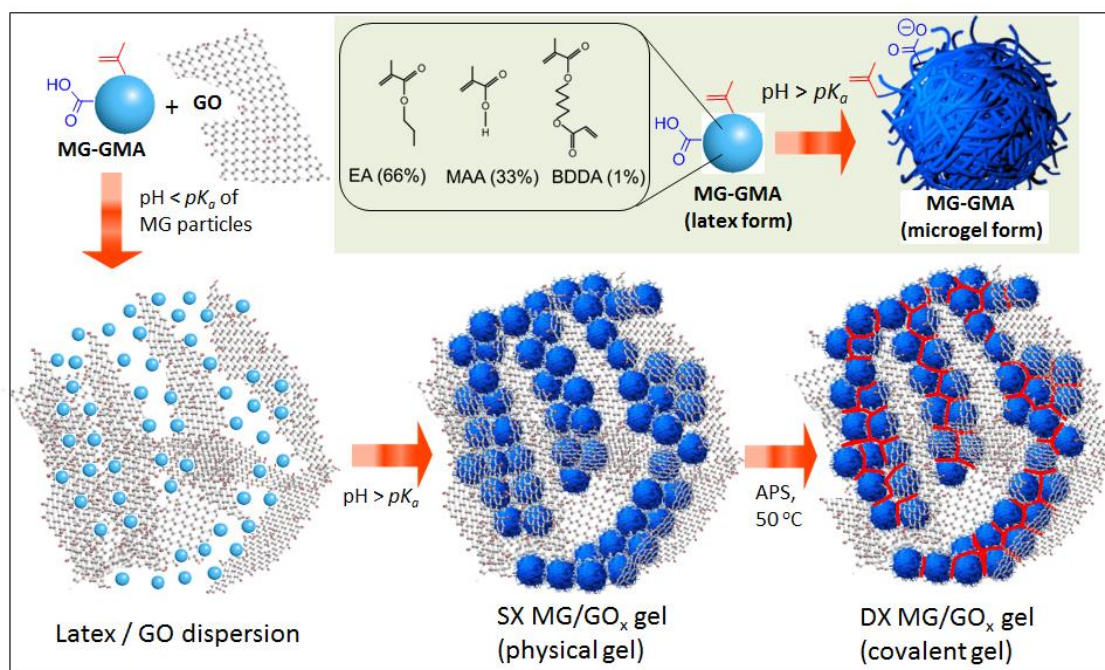 HO
O
+
GO
MG-GMA
pH < pKa of
MG particles
O
O
O
O
H
O
O
O
O
EA (66%)
MAA (33%)
BDDA (1%)
HO
O
MG-GMA
(latex form)
pH > pKa
O
O
MG-GMA
(microgel form)
pH > pKa
APS,
50 °C
Latex / GO dispersion
SX MG/GOx gel
(physical gel)
DX MG/GOx gel
(covalent gel)